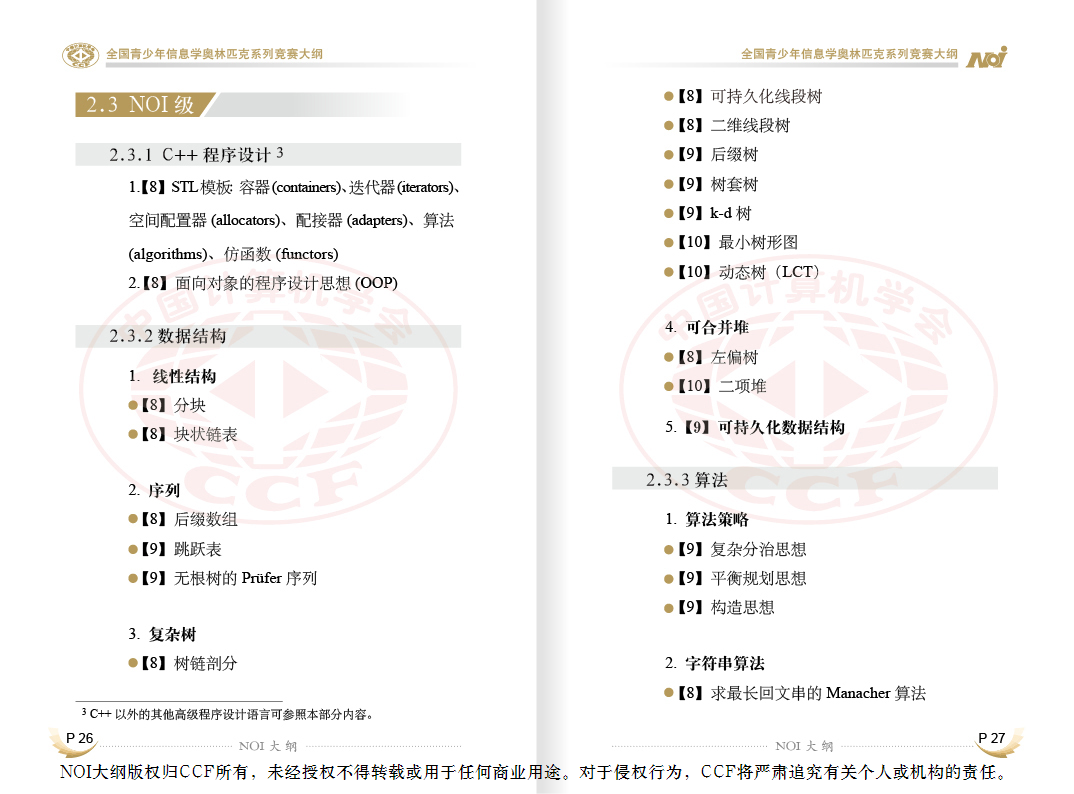 全国青少年信息学奥林匹克系列竞赛大纲
2.3 NOI 级
2.3.1 C++ 程序设计 3
1.【8】STL 模板: 容器 (containers)、迭代器 (iterators)、
空间配置器 (allocators)、配接器 (adapters)、算法
(algorithms)、仿函数 (functors)
2.【8】面向对象的程序设计思想 (OOP)
2.3.2 数据结构
1. 线性结构
●【8】分块
●【8】块状链表
2. 序列
●【8】后缀数组
●【9】跳跃表
●【9】无根树的 Prüfer 序列
3. 复杂树
●【8】树链剖分
3 C++ 以外的其他高级程序设计语言可参照本部分内容。
P 26
NOI 大 纲
中国计算机学会
CCF
全国青少年信息学奥林匹克系列竞赛大纲
NOI
●【8】可持久化线段树
●【8】二维线段树
●【9】后缀树
●【9】树套树
●【9】k-d 树
●【10】最小树形图
●【10】动态树（LCT）
4. 可合并堆
●【8】左偏树
●【10】二项堆
5.【9】可持久化数据结构
2.3.3 算法
1. 算法策略
●【9】复杂分治思想
●【9】平衡规划思想
●【9】构造思想
2. 字符串算法
●【8】求最长回文串的 Manacher 算法
NOI 大 纲
P 27
中国计算机学会
CCF
NOI大纲版权归CCF所有，未经授权不得转载或用于任何商业用途。对于侵权行为，CCF将严肃追究有关个人或机构的责任。